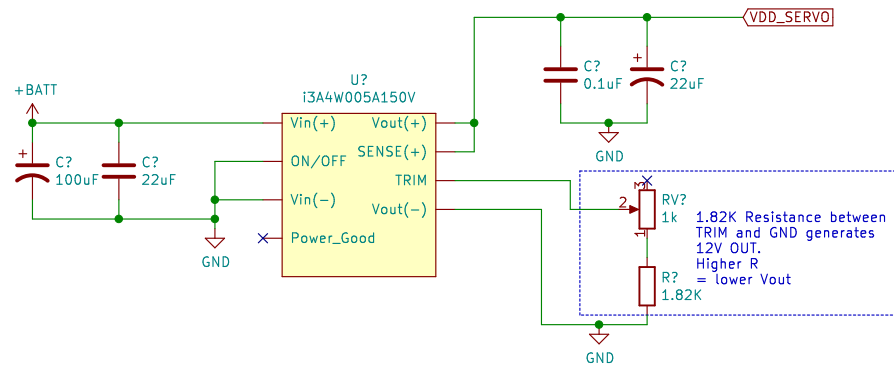 VDD_SERVO
+BATT
U?
i3A4W005A150V
C?
0.1uF
C?
22uF
GND
C?
100uF
C?
22uF
GND
Vin(+)
ON/OFF
Vin(-)
Power_Good
Vout(+)
SENSE(+)
TRIM
Vout(-)
3
2
1
RV?
1k
R?
1.82K
1.82K Resistance between
TRIM and GND generates
12V OUT.
Higher R
= lower Vout
GND